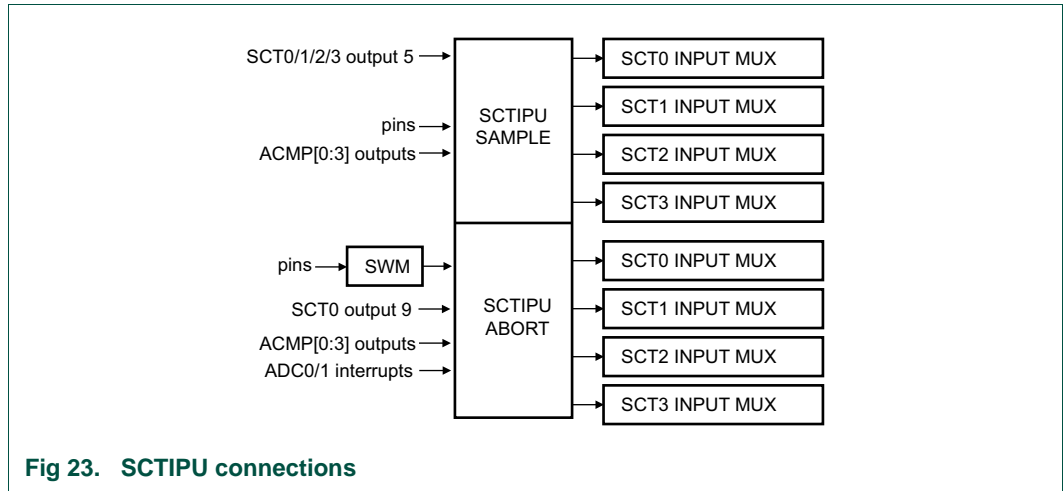 SCT0/1/2/3 output 5
pins
ACMP[0:3] outputs
SCTIPU
SAMPLE
SCT0 INPUT MUX
SCT1 INPUT MUX
SCT2 INPUT MUX
SCT3 INPUT MUX
pins
SWM
SCT0 output 9
ACMP[0:3] outputs
ADC0/1 interrupts
SCTIPU
ABORT
SCT0 INPUT MUX
SCT1 INPUT MUX
SCT2 INPUT MUX
SCT3 INPUT MUX
Fig 23. SCTIPU connections